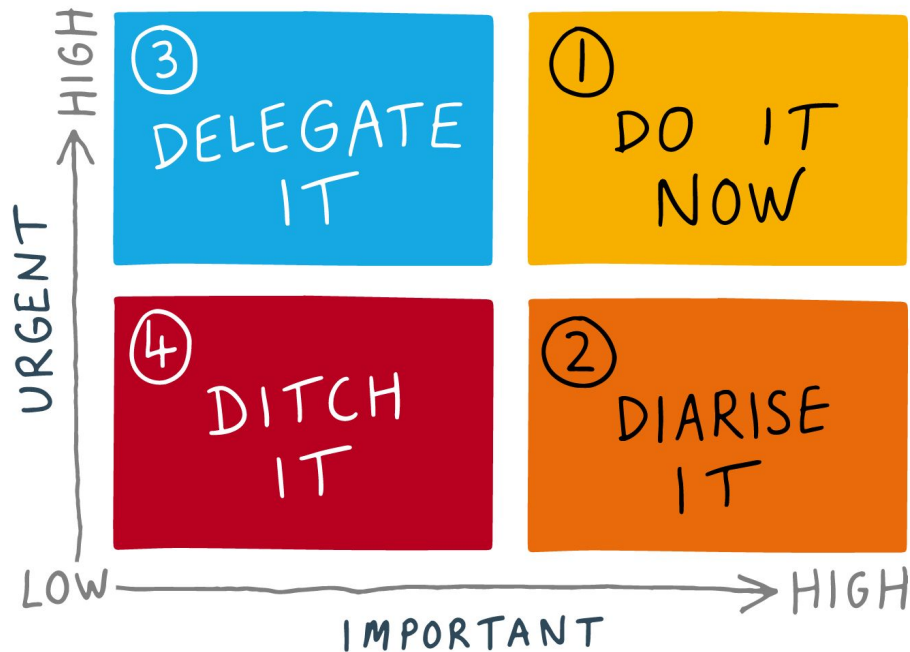 HIGH
URGENT
3
DELEGATE
IT
1
DO IT
NOW
4
DITCH
IT
2
DIARISE
IT
LOW
HIGH
IMPORTANT